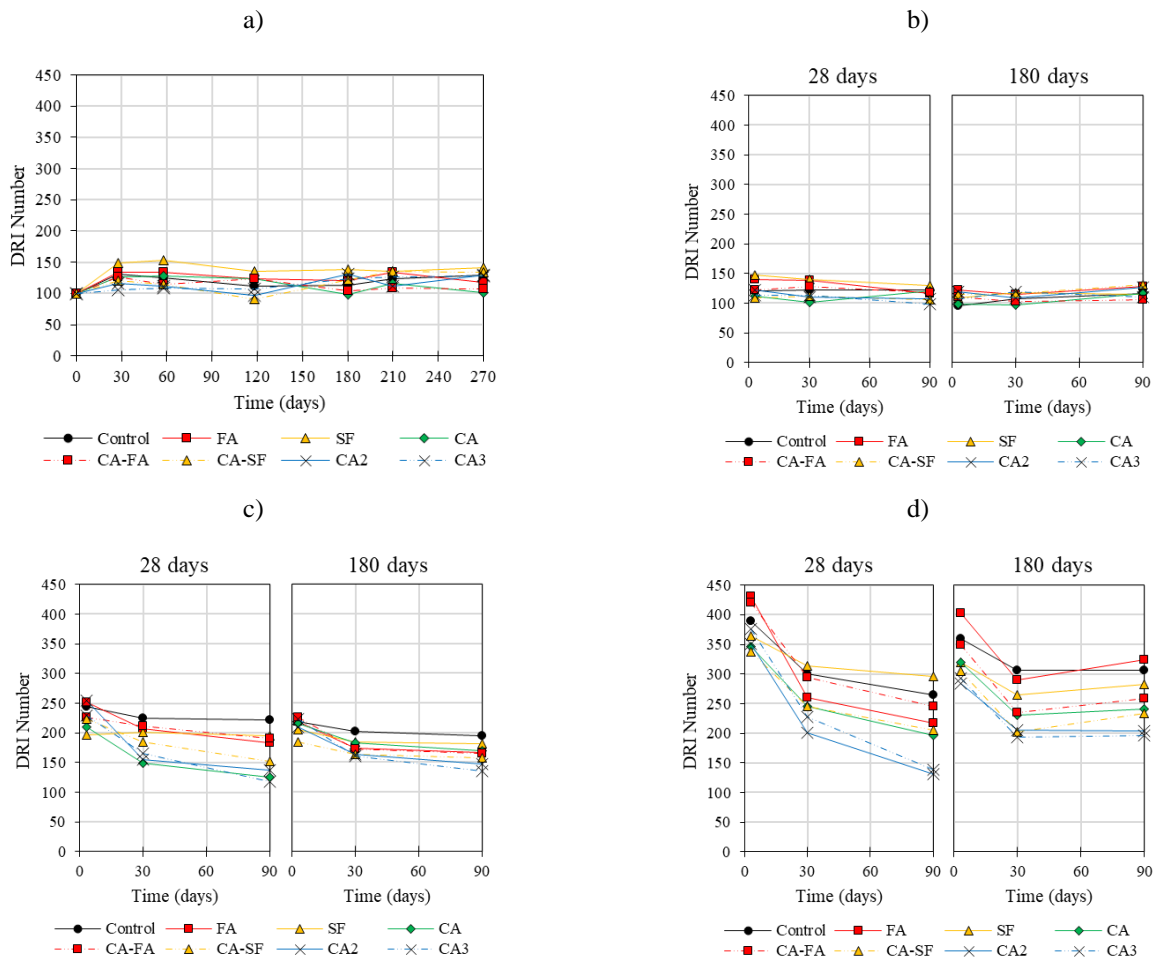 a)
450
400
350
300
250
200
150
100
50
0
DRI Number
0 30 60 90 120 150 180 210 240 270
Time (days)
Control FA SF CA
CA-FA CA-SF CA2 CA3
b)
28 days 180 days
450
400
350
300
250
200
150
100
50
0
DRI Number
0 30 60 90 0 30 60 90
Time (days) Time (days)
Control FA SF CA
CA-FA CA-SF CA2 CA3
c)
28 days 180 days
450
400
350
300
250
200
150
100
50
0
DRI Number
0 30 60 90 0 30 60 90
Time (days) Time (days)
Control FA SF CA
CA-FA CA-SF CA2 CA3
d)
28 days 180 days
450
400
350
300
250
200
150
100
50
0
DRI Number
0 30 60 90 0 30 60 90
Time (days) Time (days)
Control FA SF CA
CA-FA CA-SF CA2 CA3